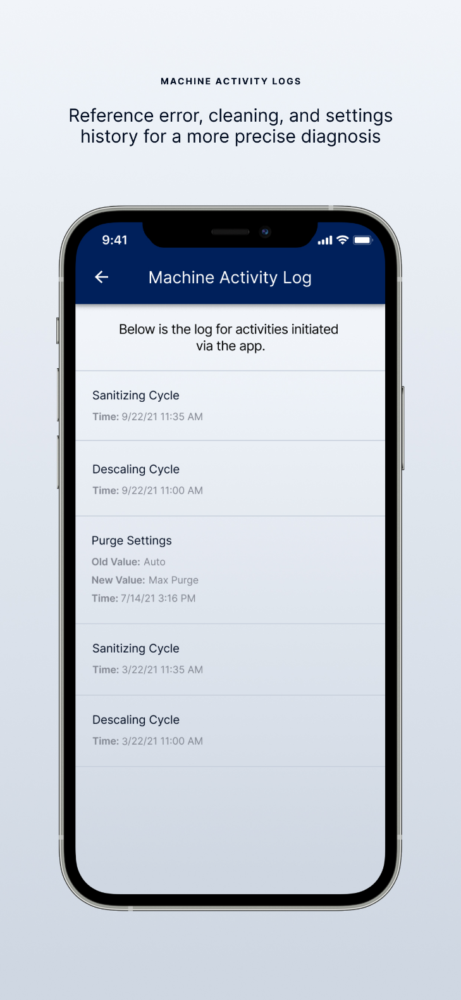 MACHINE ACTIVITY LOGS
Reference error, cleaning, and settings
history for a more precise diagnosis
9:41
Machine Activity Log
Below is the log for activities initiated
via the app.
Sanitizing Cycle
Time: 9/22/21 11:35 AM
Descaling Cycle
Time: 9/22/21 11:00 AM
Purge Settings
Old Value: Auto
New Value: Max Purge
Time: 7/14/21 3:16 PM
Sanitizing Cycle
Time: 3/22/21 11:35 AM
Descaling Cycle
Time: 3/22/21 11:00 AM